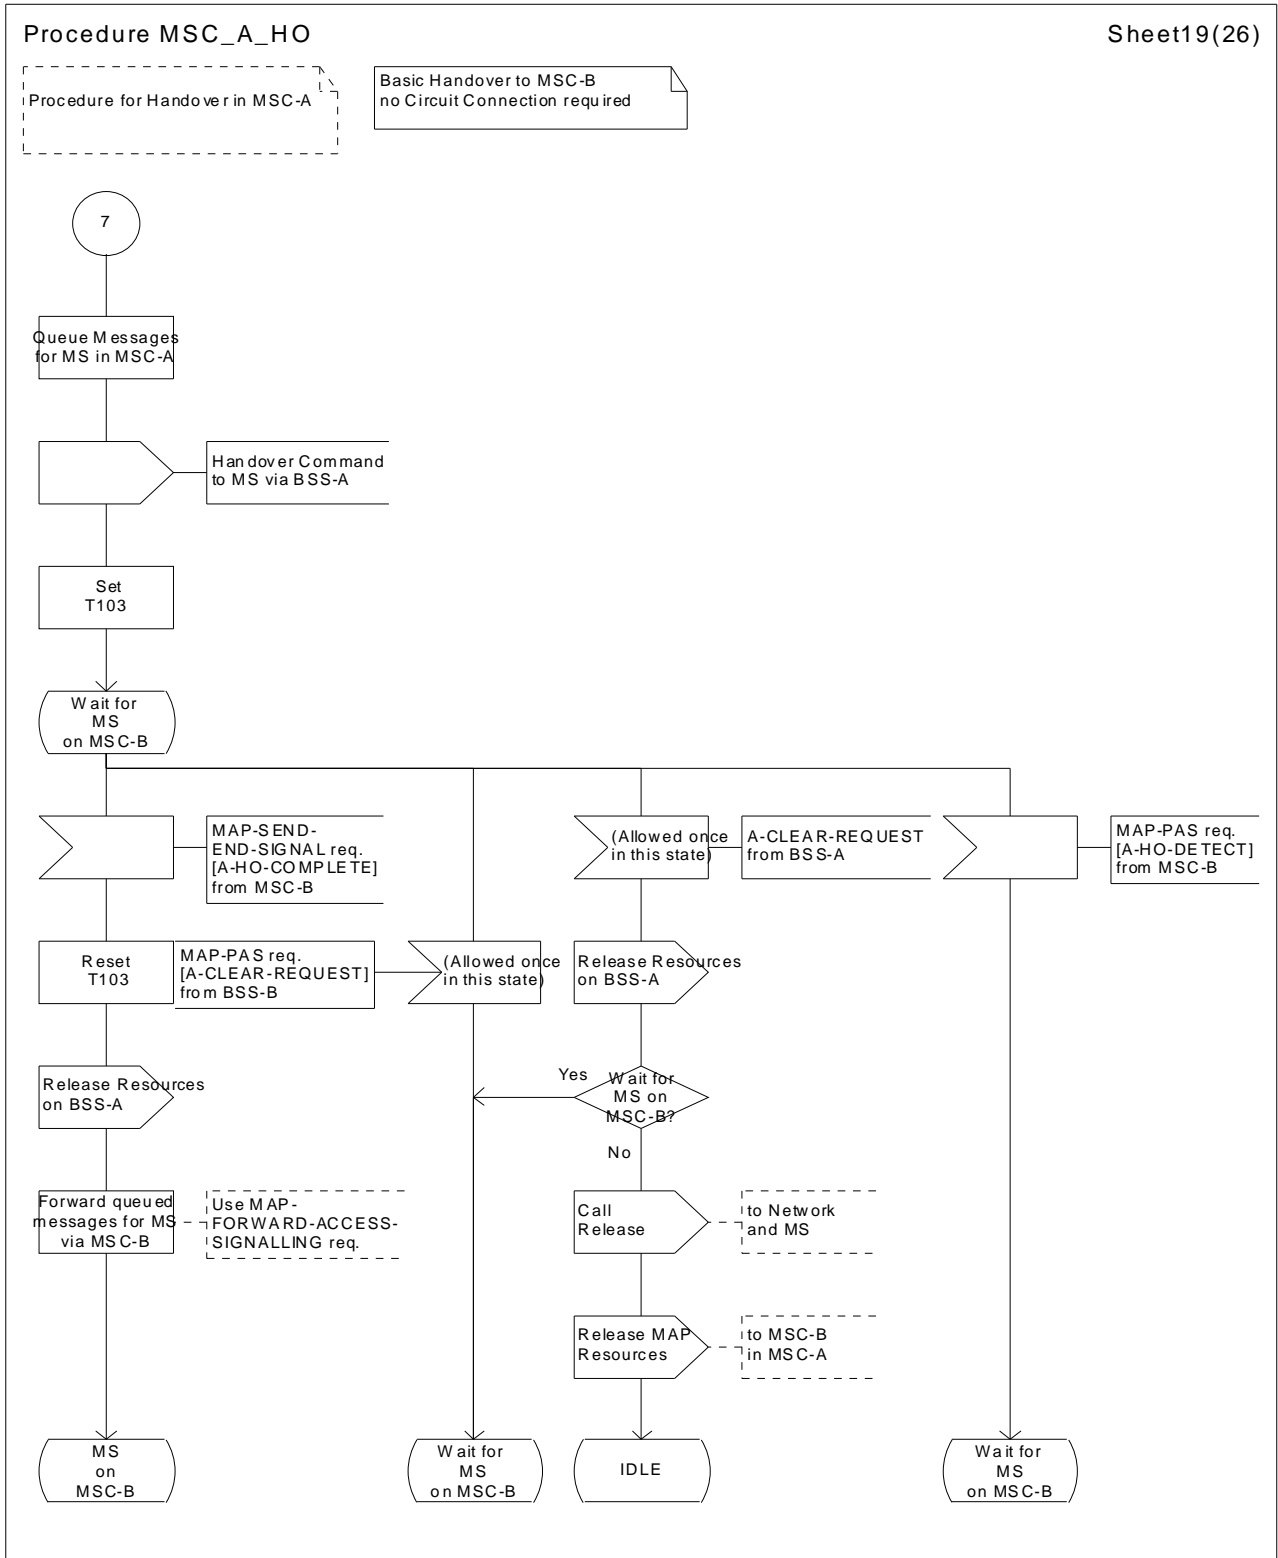 Procedure MSC_A_HO
Sheet19(26)
Procedure for Handover in MSC-A
Basic Handover to MSC-B
no Circuit Connection required
7
Queue Messages
for MS in MSC-A
Handover Command
to MS via BSS-A
Set
T103
Wait for
MS
on MSC-B
MAP-SEND-
END-SIGNAL req.
[A-HO-COMPLETE]
from MSC-B
(Allowed once
in this state)
A-CLEAR-REQUEST
from BSS-A
MAP-PAS req.
[A-HO-DETECT]
from MSC-B
Reset
T103
MAP-PAS req.
[A-CLEAR-REQUEST]
from BSS-B
(Allowed once
in this state)
Release Resources
on BSS-A
Release Resources
on BSS-A
Yes
Wait for
MS on
MSC-B?
No
Forward queued
messages for MS
via MSC-B
Use MAP-
FORWARD-ACCESS-
SIGNALLING req.
Call
Release
to Network
and MS
Release MAP
Resources
to MSC-B
in MSC-A
MS
on
MSC-B
Wait for
MS
on MSC-B
IDLE
Wait for
MS
on MSC-B